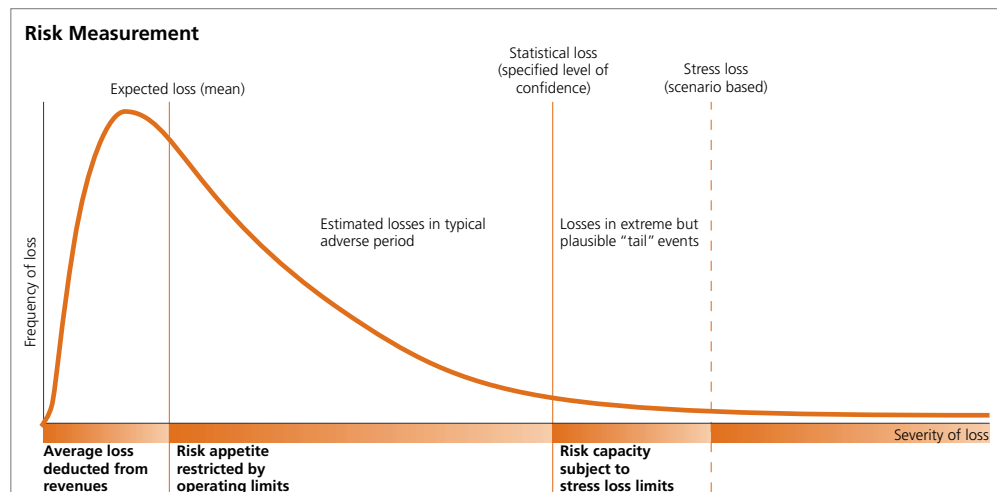 Risk Measurement
Expected loss (mean)
Statistical loss
(specified level of
confidence)
Stress loss
(scenario based)
Frequency of loss
Estimated losses in typical
adverse period
Losses in extreme but
plausible “tail” events
Severity of loss
Average loss
deducted from
revenues
Risk appetite
restricted by
operating limits
Risk capacity
subject to
stress loss limits